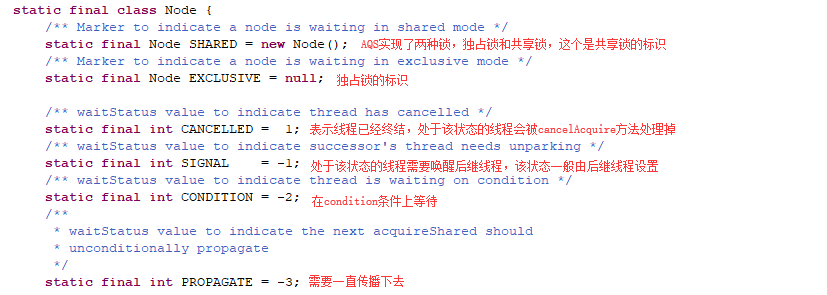 static final class Node {
/** Marker to indicate a node is waiting in shared mode */
static final Node SHARED = new Node(); AQS实现了两种锁，独占锁和共享锁，这个是共享锁的标识
/** Marker to indicate a node is waiting in exclusive mode */
static final Node EXCLUSIVE = null; 独占锁的标识
/** waitStatus value to indicate thread has cancelled */
static final int CANCELLED = 1; 表示线程已经终结，处于该状态的线程会被cancelAcquire方法处理掉
/** waitStatus value to indicate successor's thread needs unparking */
static final int SIGNAL = -1; 处于该状态的线程需要唤醒后继线程，该状态一般由后继线程设置
/** waitStatus value to indicate thread is waiting on condition */
static final int CONDITION = -2; 在condition条件上等待
/**
* waitStatus value to indicate the next acquireShared should
* unconditionally propagate
*/
static final int PROPAGATE = -3; 需要一直传播下去